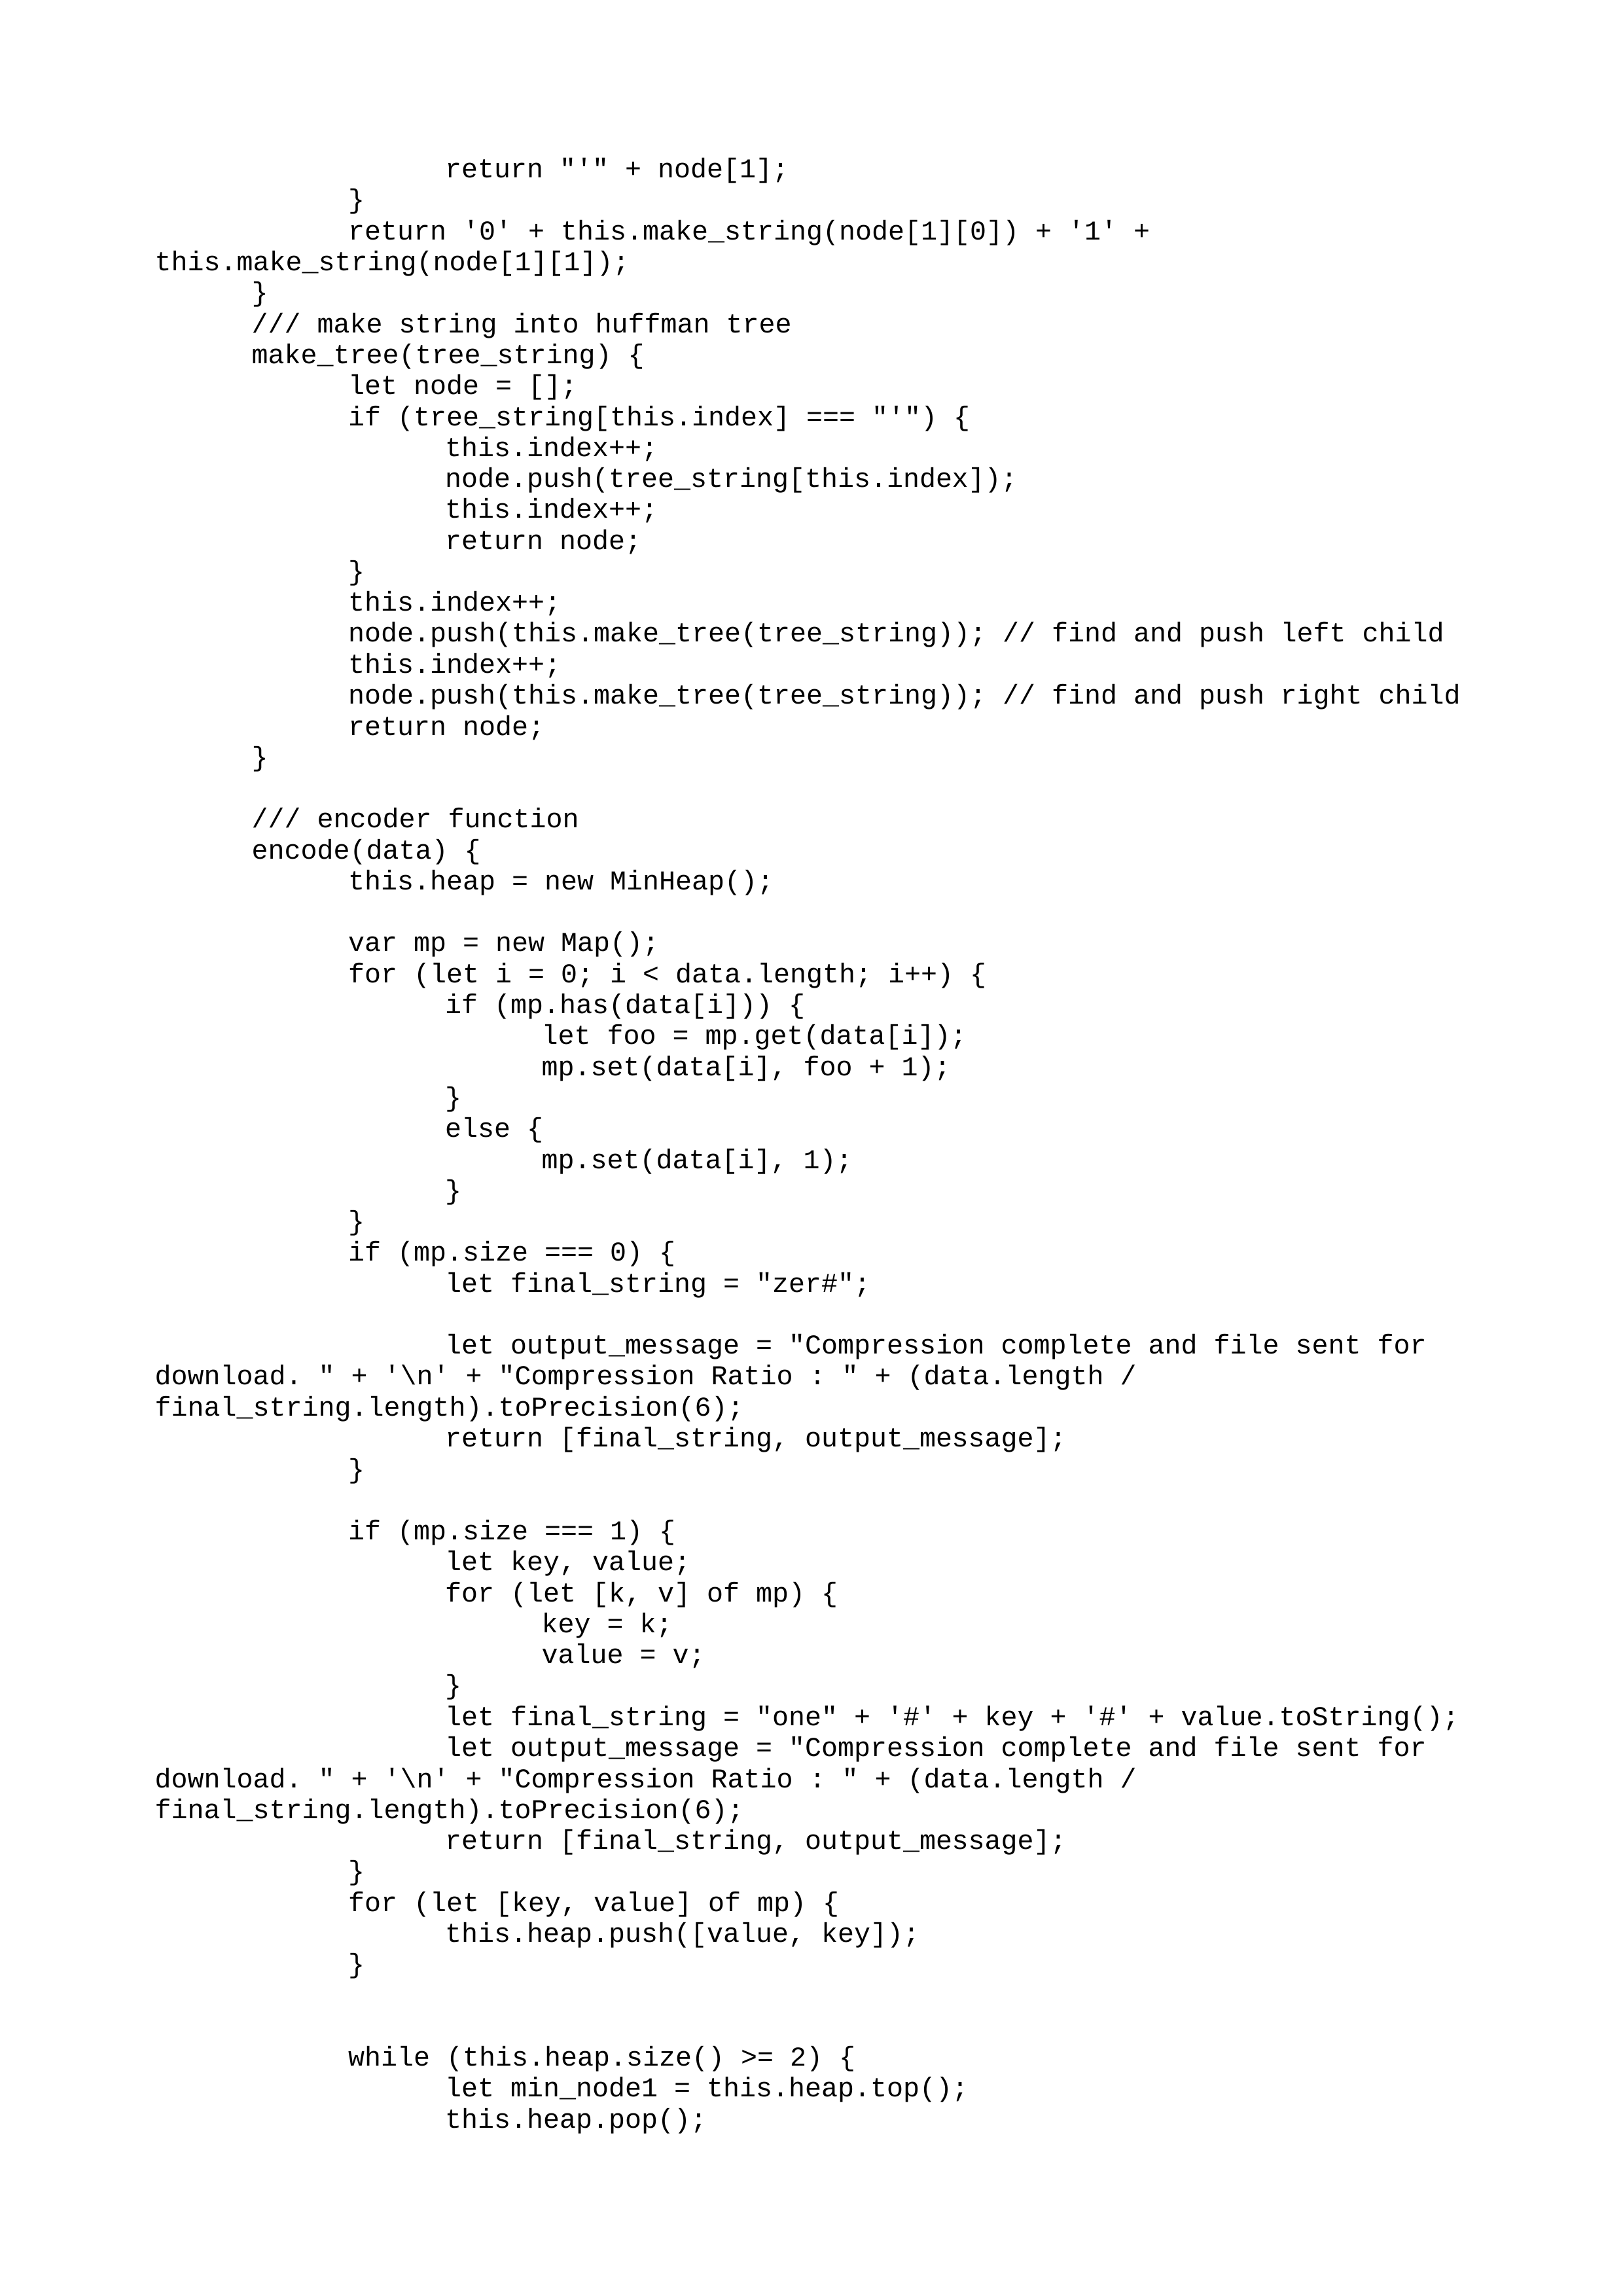 return "'" + node[1];
}
return '0' + this.make_string(node[1][0]) + '1' +
this.make_string(node[1][1]);
}
/// make string into huffman tree
make_tree(tree_string) {
let node = [];
if (tree_string[this.index] === "'") {
this.index++;
node.push(tree_string[this.index]);
this.index++;
return node;
}
this.index++;
node.push(this.make_tree(tree_string)); // find and push left child
this.index++;
node.push(this.make_tree(tree_string)); // find and push right child
return node;
}
/// encoder function
encode(data) {
this.heap = new MinHeap();
var mp = new Map();
for (let i = 0; i < data.length; i++) {
if (mp.has(data[i])) {
let foo = mp.get(data[i]);
mp.set(data[i], foo + 1);
}
else {
mp.set(data[i], 1);
}
}
if (mp.size === 0) {
let final_string = "zer#";
let output_message = "Compression complete and file sent for
download. " + '\n' + "Compression Ratio : " + (data.length /
final_string.length).toPrecision(6);
return [final_string, output_message];
}
if (mp.size === 1) {
let key, value;
for (let [k, v] of mp) {
key = k;
value = v;
}
let final_string = "one" + '#' + key + '#' + value.toString();
let output_message = "Compression complete and file sent for
download. " + '\n' + "Compression Ratio : " + (data.length /
final_string.length).toPrecision(6);
return [final_string, output_message];
}
for (let [key, value] of mp) {
this.heap.push([value, key]);
}
while (this.heap.size() >= 2) {
let min_node1 = this.heap.top();
this.heap.pop();